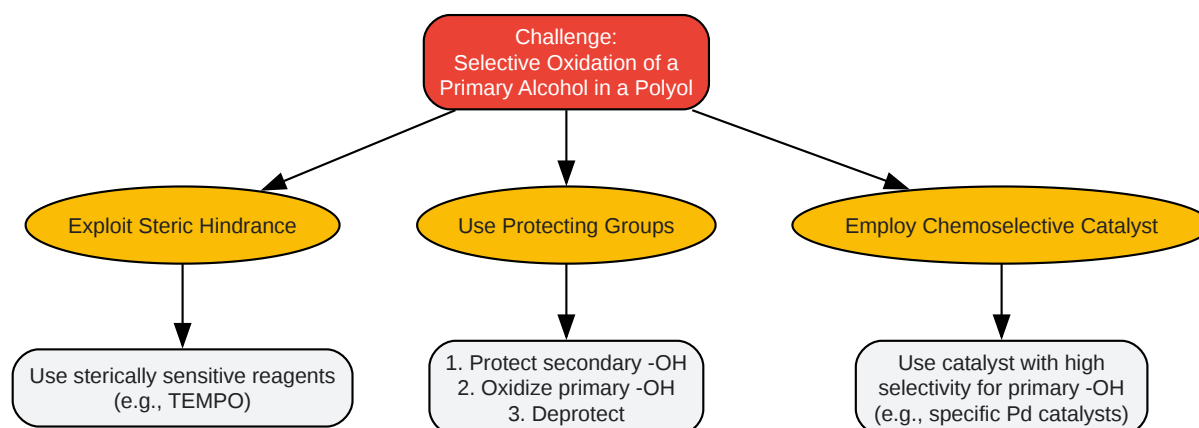 Challenge:
Selective Oxidation of a
Primary Alcohol in a Polyol
Exploit Steric Hindrance
Use Protecting Groups
Employ Chemoselective Catalyst
Use sterically sensitive reagents
(e.g., TEMPO)
1. Protect secondary -OH
2. Oxidize primary -OH
3. Deprotect
Use catalyst with high
selectivity for primary -OH
(e.g., specific Pd catalysts)